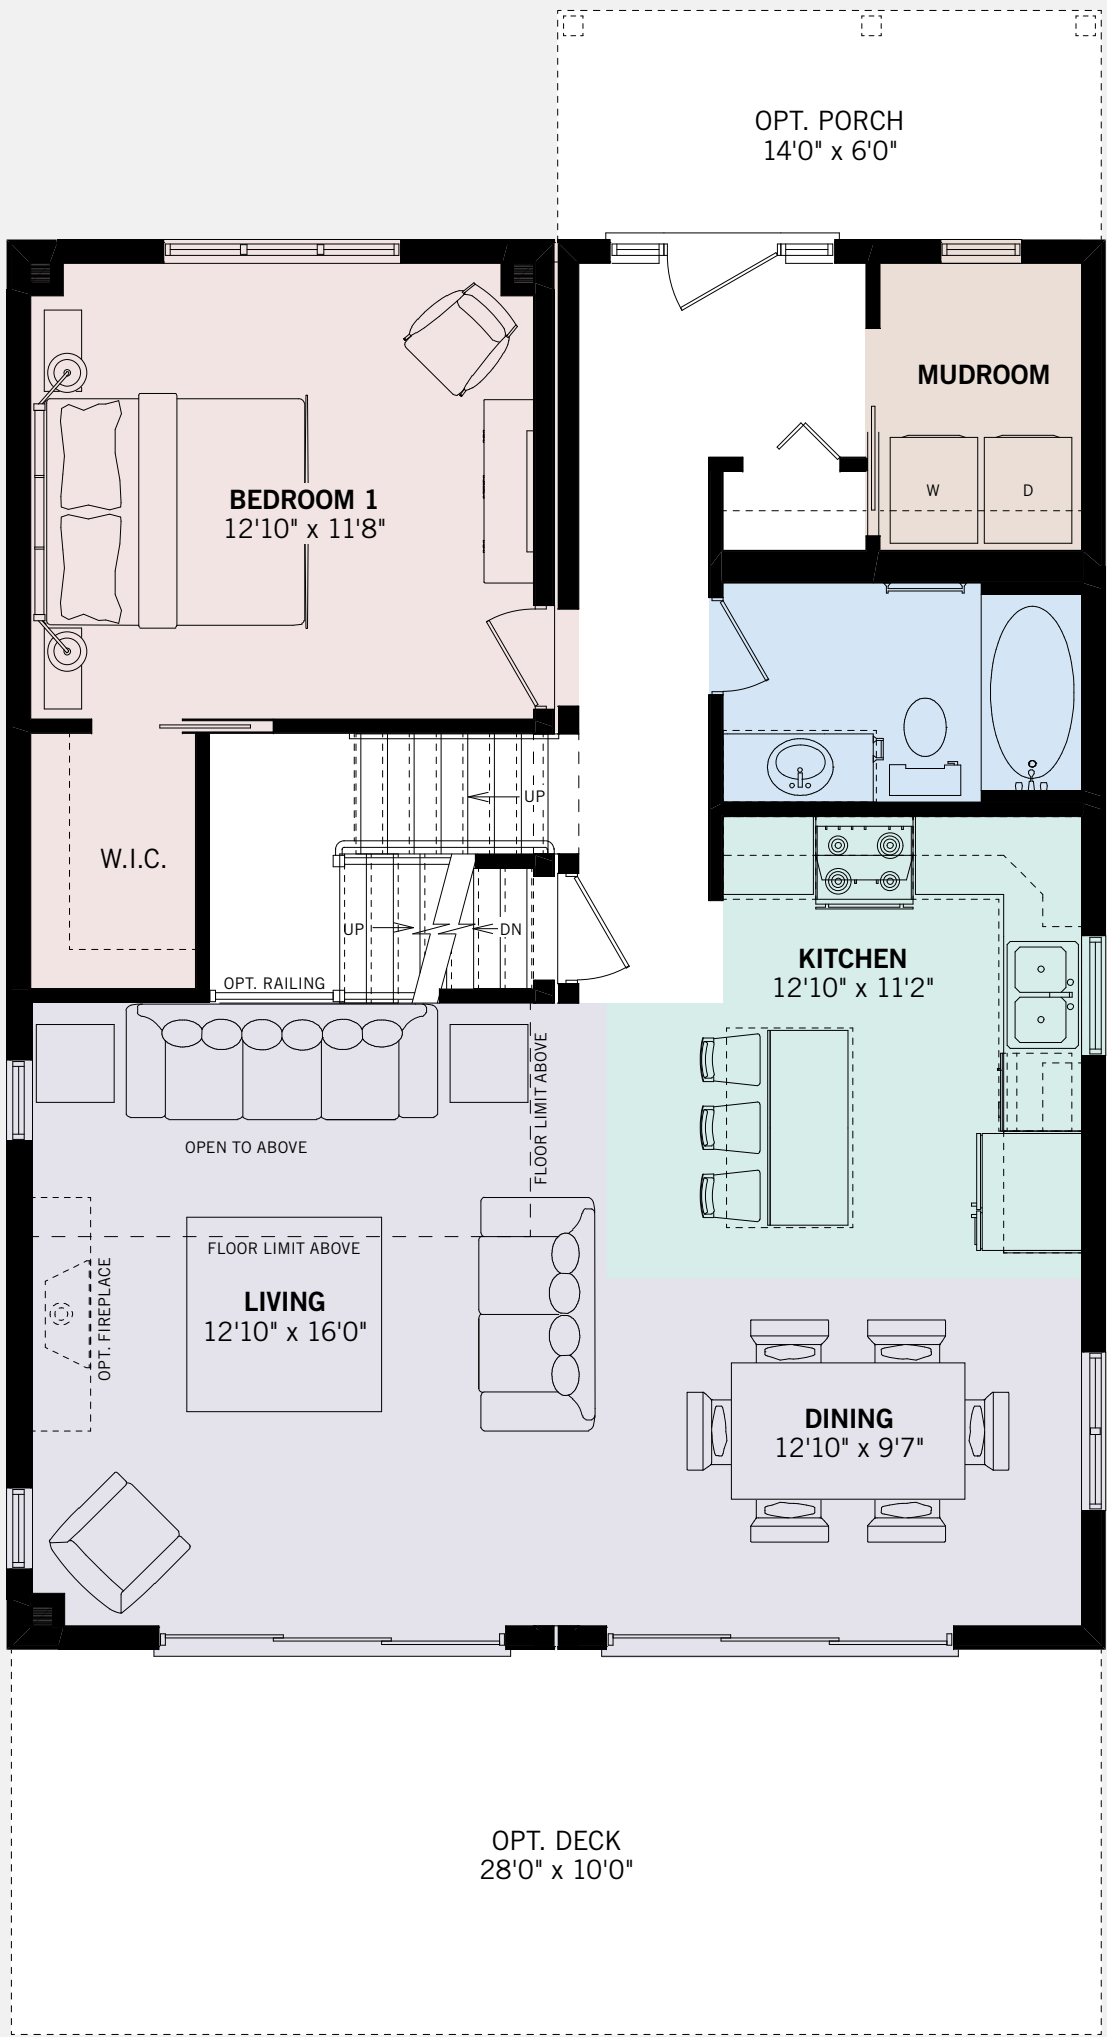 OPT. PORCH
14'0" x 6'0"
MUDROOM
W
D
BEDROOM 1
12'10" x 11'8"
UP
W.I.C.
UP
DN
KITCHEN
12'10" x 11'2"
OPT. RAILING
FLOOR LIMIT ABOVE
OPEN TO ABOVE
FLOOR LIMIT ABOVE
OPT. FIREPLACE
LIVING
12'10" x 16'0"
DINING
12'10" x 9'7"
OPT. DECK
28'0" x 10'0"